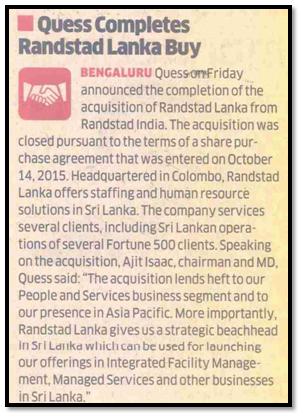 Quess Completes
Randstad Lanka Buy
BENGALURU Quess on Friday
announced the completion of the
acquisition of Randstad Lanka from
Randstad India. The acquisition was
closed pursuant to the terms of a share pur-
chase agreement that was entered on October
14, 2015. Headquartered in Colombo, Randstad
Lanka offers staffing and human resource
solutions in Sri Lanka. The company services
several clients, including Sri Lankan opera-
tions of several Fortune 500 clients. Speaking
on the acquisition, Ajit Isaac, chairman and MD,
Quess said: “The acquisition lends heft to our
People and Services business segment and to
our presence in Asia Pacific. More importantly,
Randstad Lanka gives us a strategic beachhead
in Sri Lanka which can be used for launching
our offerings in Integrated Facility Manage-
ment, Managed Services and other businesses
in Sri Lanka.”